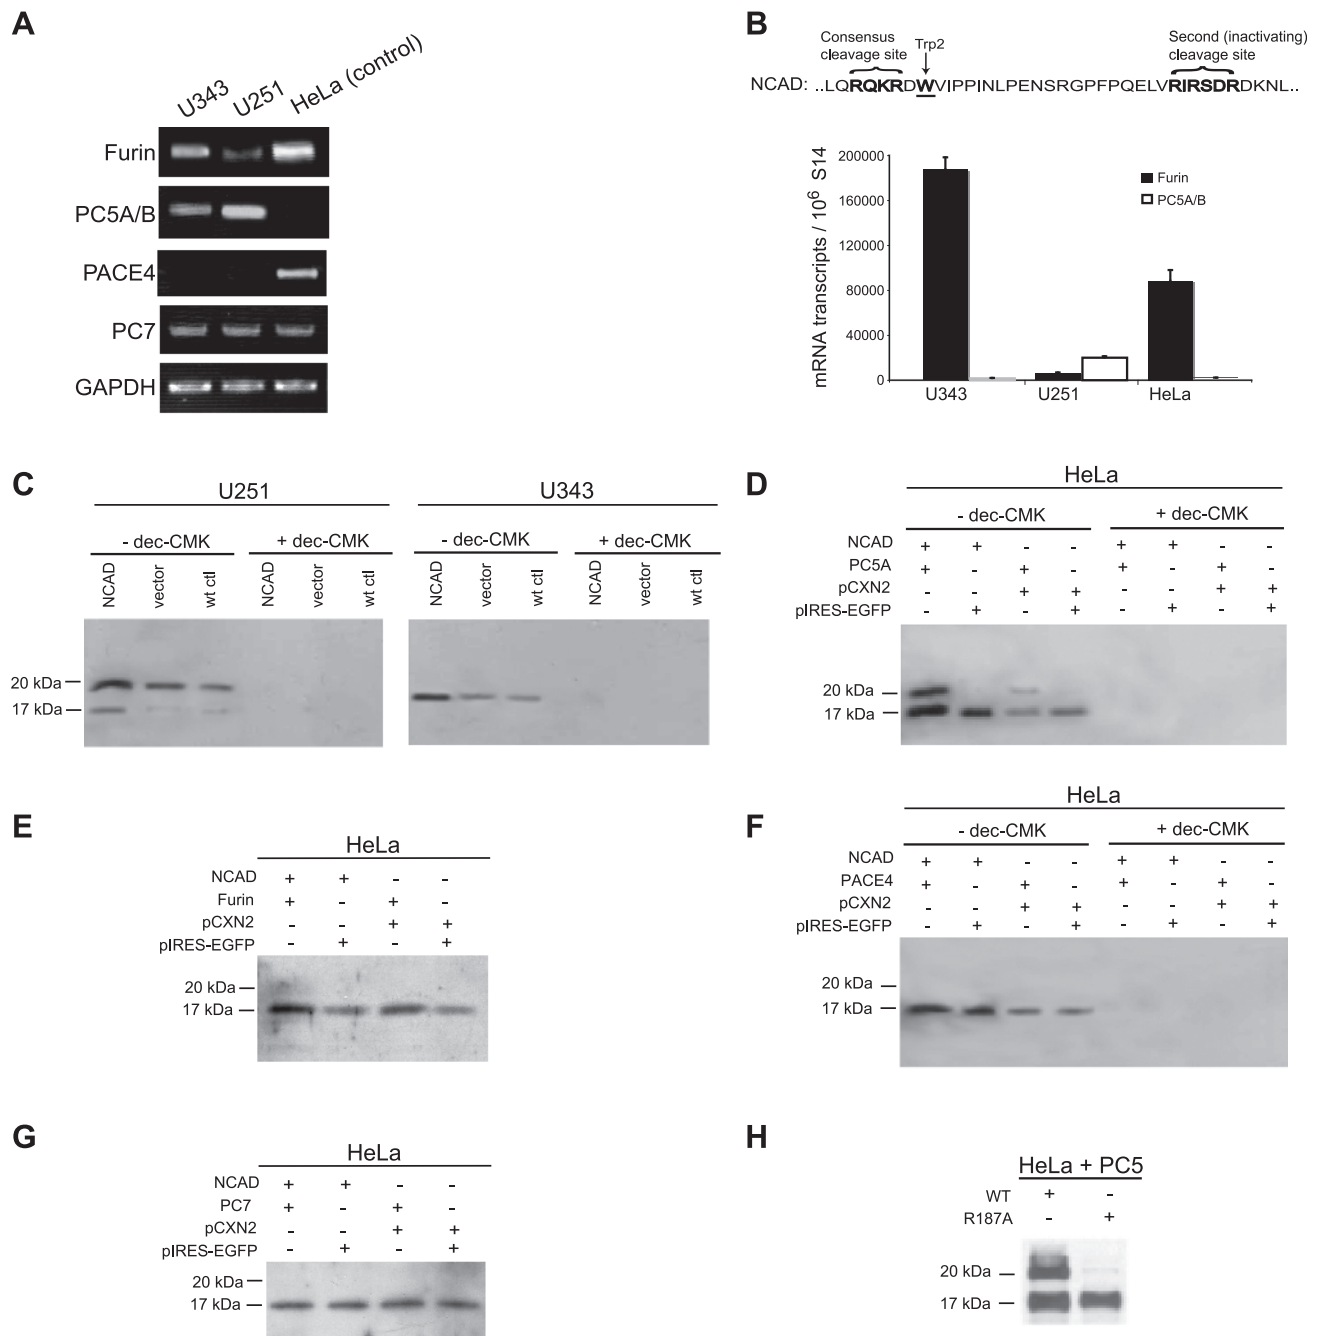 A
U343 U251 HeLa (control)
Furin
PC5A/B
PACE4
PC7
GAPDH
B
Consensus cleavage site
Trp2
Second (inactivating) cleavage site
NCAD: ..LQRQKRDWVIPPINLPENSRGPFPQELVRIRSDRDKNL..
mRNA transcripts / 10⁶ S14
200000
160000
120000
80000
40000
0
Furin
PC5A/B
U343 U251 HeLa
C
U251 U343
- dec-CMK + dec-CMK - dec-CMK + dec-CMK
NCAD vector wt ctl NCAD vector wt ctl NCAD vector wt ctl NCAD vector wt ctl
20 kDa
17 kDa
D
HeLa
- dec-CMK + dec-CMK
NCAD + + - - + + - -
PC5A + - + - + - + -
pCXN2 - - + + - - + +
pIRES-EGFP - + - + - + - +
20 kDa
17 kDa
E
HeLa
NCAD + + - -
Furin + - + -
pCXN2 - - + +
pIRES-EGFP - + - +
20 kDa
17 kDa
F
HeLa
- dec-CMK + dec-CMK
NCAD + + - - + + - -
PACE4 + - + - + - + -
pCXN2 - - + + - - + +
pIRES-EGFP - + - + - + - +
20 kDa
17 kDa
G
HeLa
NCAD + + - -
PC7 + - + -
pCXN2 - - + +
pIRES-EGFP - + - +
20 kDa
17 kDa
H
HeLa + PC5
WT + -
R187A - +
20 kDa
17 kDa